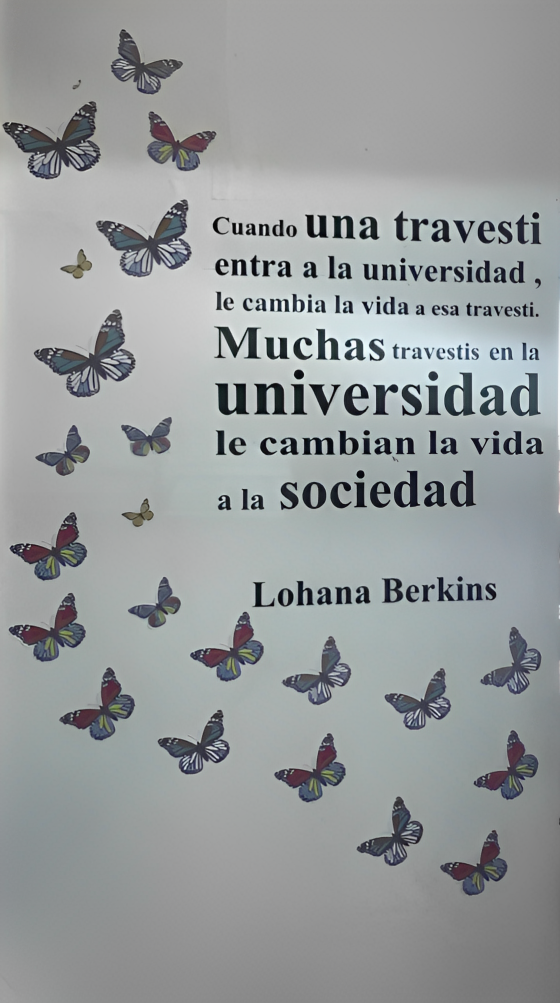 Cuando una travesti
entra a la universidad ,
le cambia la vida a esa travesti.
Muchas travestis en la
universidad
le cambian la vida
a la sociedad
Lohana Berkins